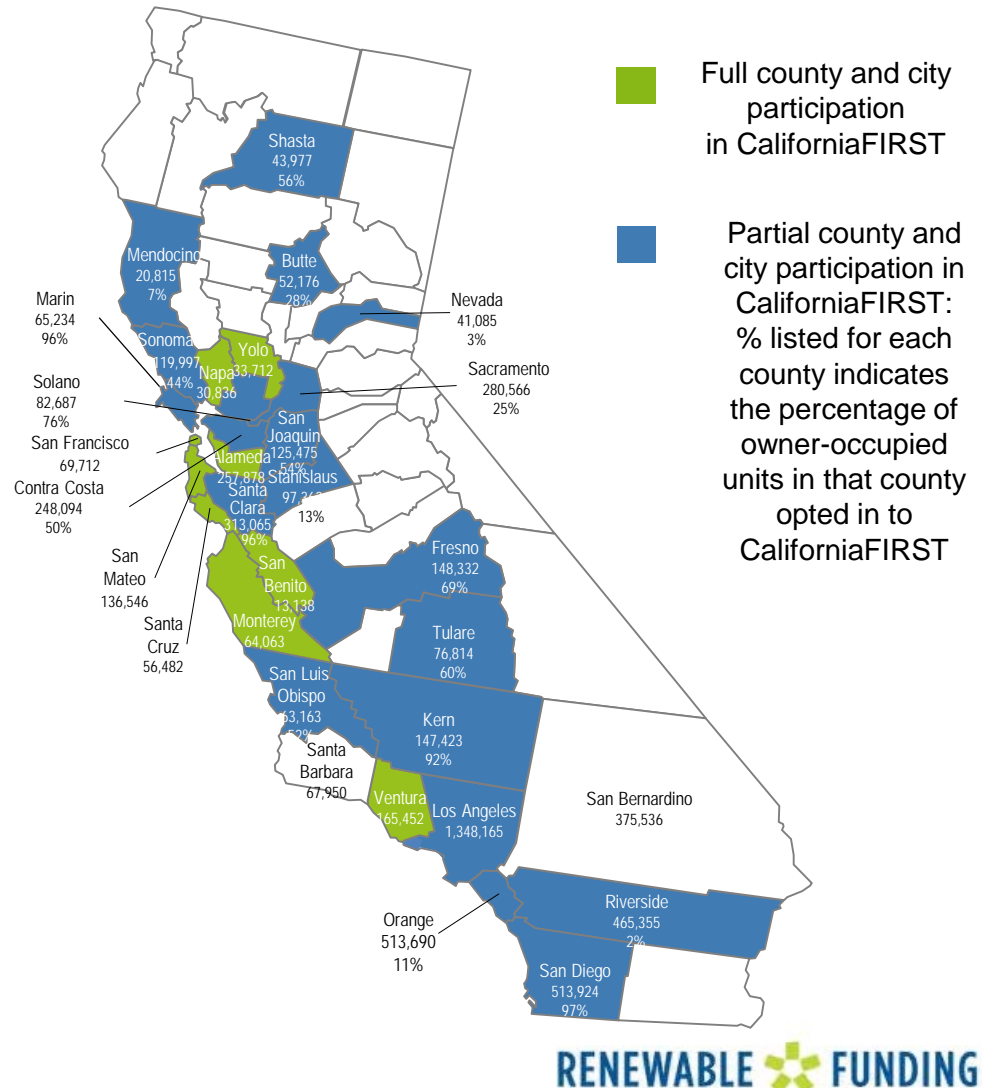 Full county and city
participation
in CaliforniaFIRST
Partial county and
city participation in
CaliforniaFIRST:
% listed for each
county indicates
the percentage of
owner-occupied
units in that county
opted in to
CaliforniaFIRST
Shasta
43,977
56%
Mendocino
20,815
7%
Butte
52,176
28%
Nevada
41,085
3%
Marin
65,234
96%
Sonoma
119,997
44%
Napa
30,836
Yolo
33,712
Solano
82,687
76%
Sacramento
280,566
25%
San Francisco
69,712
San
Joaquin
125,475
54%
Alameda
257,878
Stanislaus
13%
Contra Costa
248,094
50%
Santa
Clara
313,065
96%
San
Mateo
136,546
Santa
Cruz
56,482
San
Benito
13,138
Monterey
64,063
Fresno
148,332
69%
Tulare
76,814
60%
San Luis
Obispo
63,163
52%
Kern
147,423
92%
Santa
Barbara
67,950
Ventura
165,452
Los Angeles
1,348,165
San Bernardino
375,536
Orange
513,690
11%
Riverside
465,355
2%
San Diego
513,924
97%
RENEWABLE FUNDING